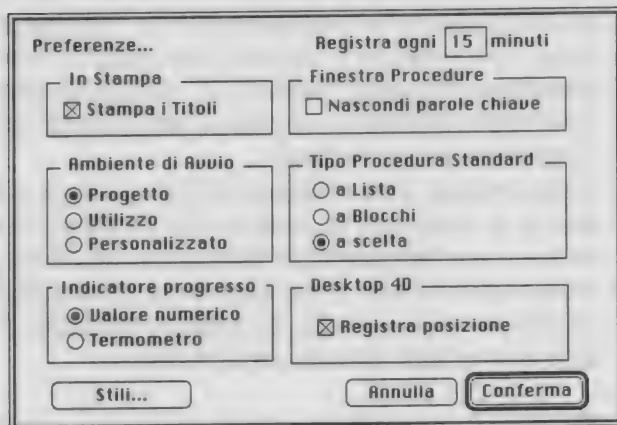 Preferenze...
Registra ogni 15 minuti
In Stampa
Stampa i Titoli
Finestra Procedure
Nascondi parole chiave
Ambiente di Avvio
Progetto
Utilizzo
Personalizzato
Tipo Procedura Standard
a Lista
a Blocchi
a scelta
Indicatore progresso
Valore numerico
Termometro
Desktop 4D
Registra posizione
Stili...
Annulla
Conferma